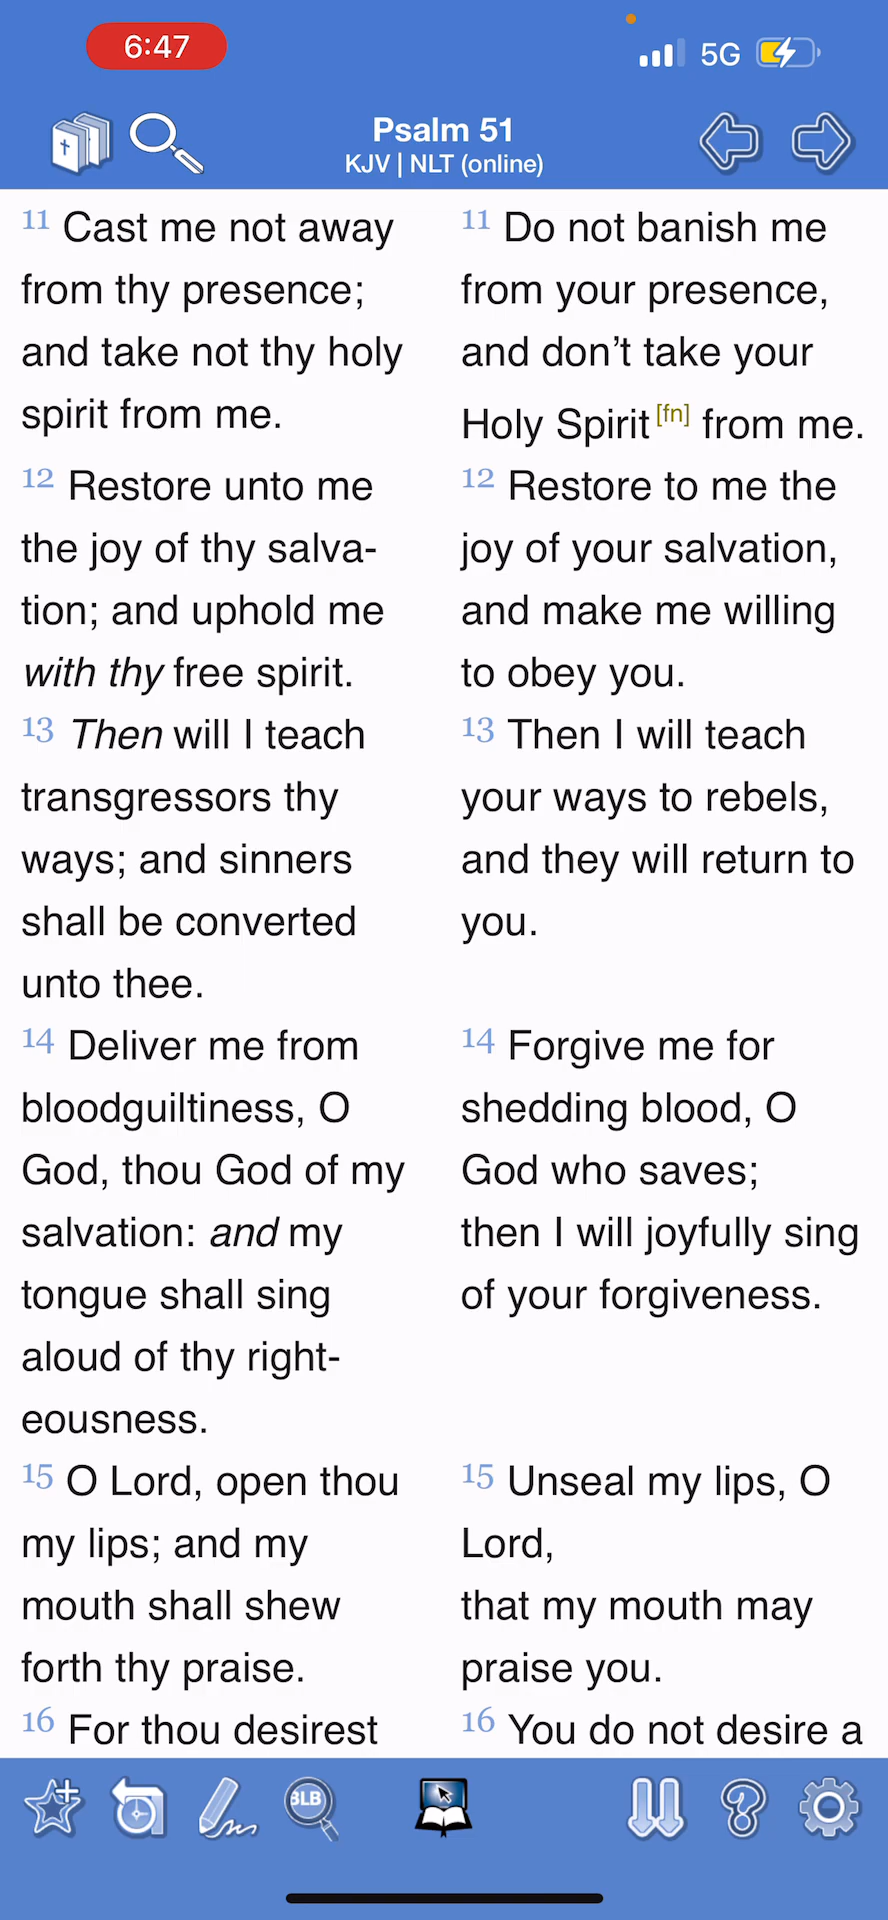 6:47
5G
Psalm 51
KJV | NLT (online)
11 Cast me not away
from thy presence;
and take not thy holy
spirit from me.
12 Restore unto me
the joy of thy salva-
tion; and uphold me
with thy free spirit.
13 Then will I teach
transgressors thy
ways; and sinners
shall be converted
unto thee.
14 Deliver me from
bloodguiltiness, O
God, thou God of my
salvation: and my
tongue shall sing
aloud of thy right-
eousness.
15 O Lord, open thou
my lips; and my
mouth shall shew
forth thy praise.
16 For thou desirest
11 Do not banish me
from your presence,
and don’t take your
Holy Spirit[fn] from me.
12 Restore to me the
joy of your salvation,
and make me willing
to obey you.
13 Then I will teach
your ways to rebels,
and they will return to
you.
14 Forgive me for
shedding blood, O
God who saves;
then I will joyfully sing
of your forgiveness.
15 Unseal my lips, O
Lord,
that my mouth may
praise you.
16 You do not desire a
BLB